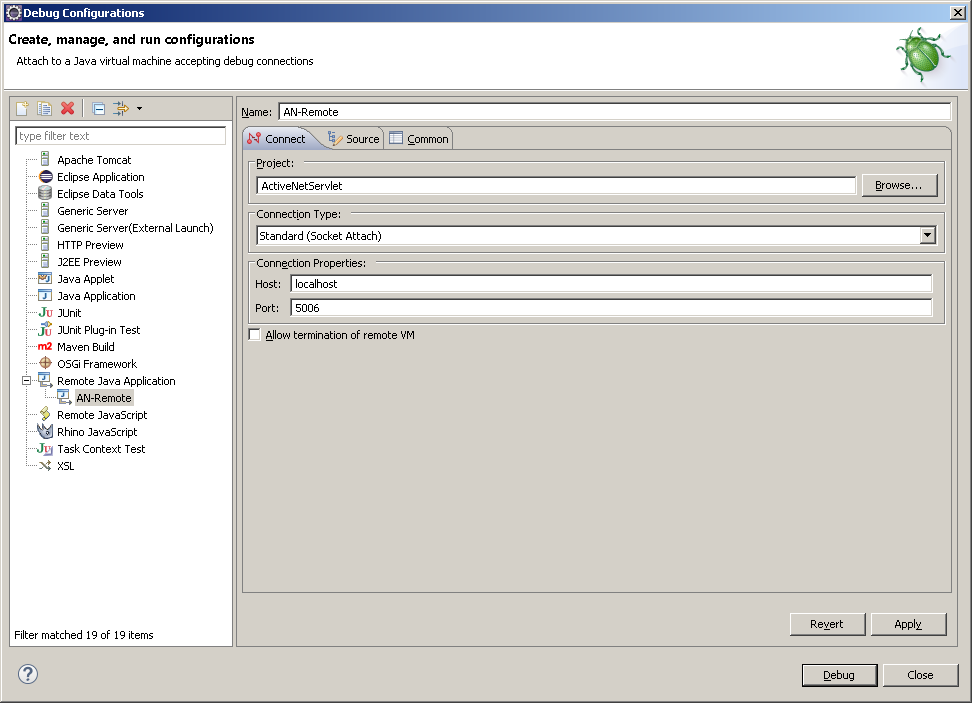 Debug Configurations
Create, manage, and run configurations
Attach to a Java virtual machine accepting debug connections
type filter text
Apache Tomcat
Eclipse Application
Eclipse Data Tools
Generic Server
Generic Server(External Launch)
HTTP Preview
J2EE Preview
Java Applet
Java Application
JUnit
JUnit Plug-in Test
m2 Maven Build
OSGi Framework
Remote Java Application
AN-Remote
Remote JavaScript
Rhino JavaScript
Task Context Test
XSL
Filter matched 19 of 19 items
Name: AN-Remote
Connect Source Common
Project:
ActiveNetServlet Browse...
Connection Type:
Standard (Socket Attach)
Connection Properties:
Host: localhost
Port: 5006
Allow termination of remote VM
Revert Apply
? Debug Close